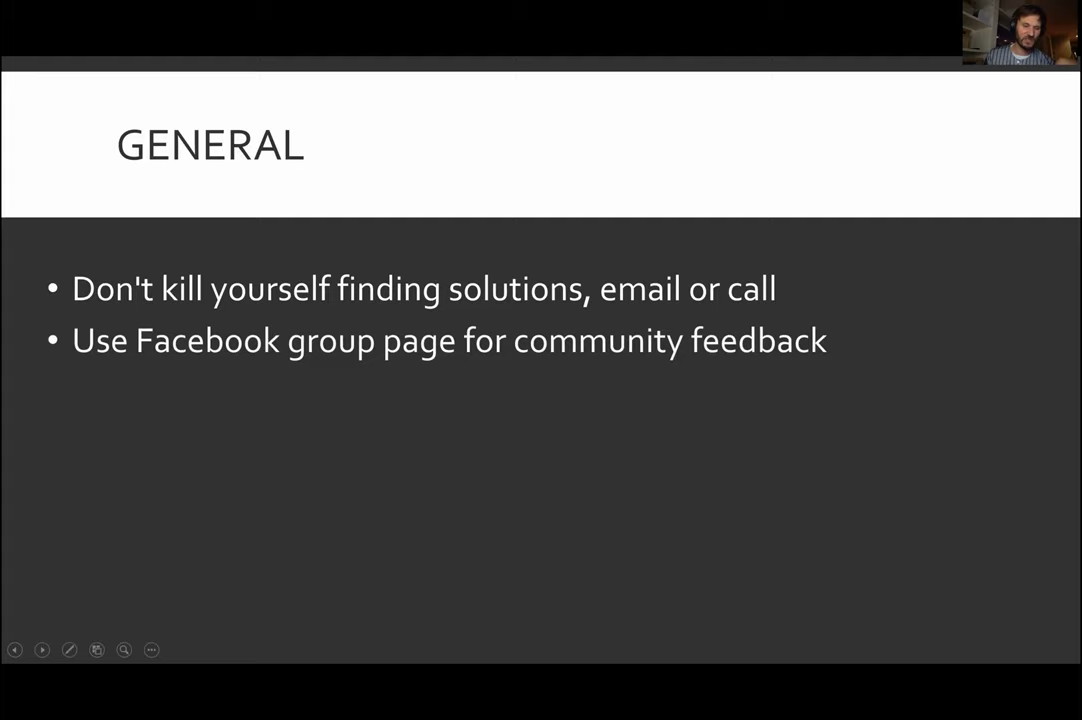 GENERAL
• Don't kill yourself finding solutions, email or call
• Use Facebook group page for community feedback